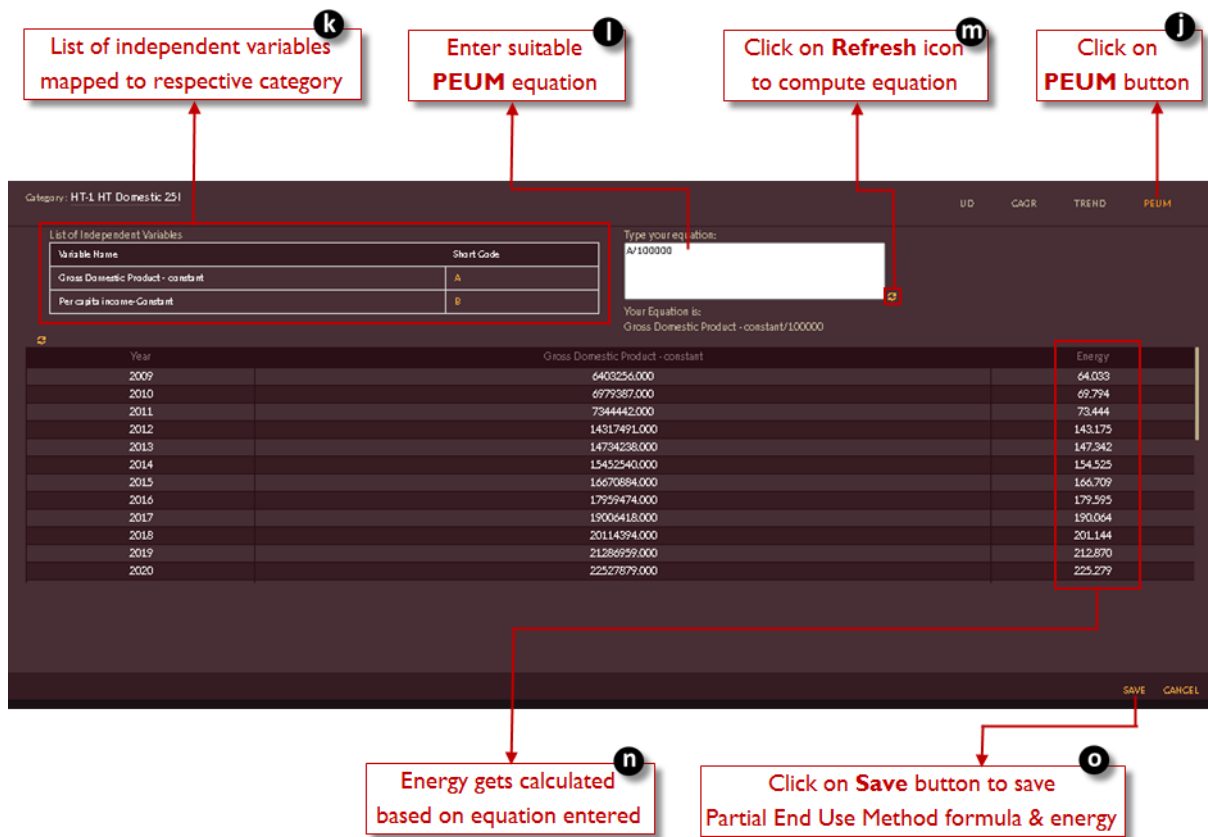 k
List of independent variables
mapped to respective category
l
Enter suitable
PEUM equation
m
Click on Refresh icon
to compute equation
j
Click on
PEUM button
Category: HT-1 HT Domestic 251
UD CAGR TREND PEUM
List of Independent Variables
Variable Name Short Code
Gross Domestic Product - constant A
Per capita income-Constant B
Type your equation:
A/100000
Your Equation is:
Gross Domestic Product - constant/100000
Year Gross Domestic Product - constant Energy
2009 6403256.000 64.033
2010 6979387.000 69.794
2011 7344442.000 73.444
2012 14317491.000 143.175
2013 14734238.000 147.342
2014 15452540.000 154.525
2015 16670884.000 166.709
2016 17959474.000 179.595
2017 19006418.000 190.064
2018 20114394.000 201.144
2019 21286959.000 212.870
2020 22527879.000 225.279
SAVE CANCEL
n
Energy gets calculated
based on equation entered
o
Click on Save button to save
Partial End Use Method formula & energy